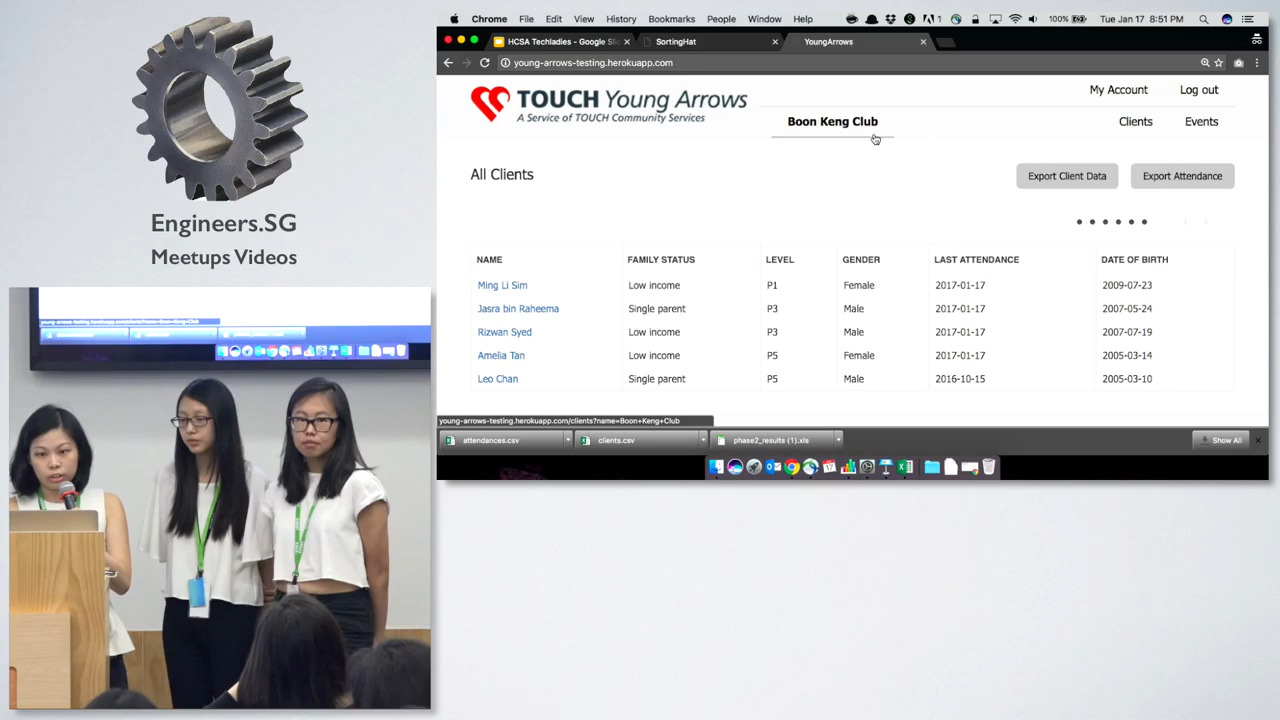 Chrome File Edit View History Bookmarks People Window Help 1 100% Tue Jan 17 8:51 PM
HCSA Techladies - Google Sli
SortingHat
YoungArrows
young-arrows-testing.herokuapp.com
TOUCH Young Arrows
A Service of TOUCH Community Services
My Account Log out
Boon Keng Club
Clients Events
All Clients
Export Client Data Export Attendance
NAME FAMILY STATUS LEVEL GENDER LAST ATTENDANCE DATE OF BIRTH
Ming Li Sim Low income P1 Female 2017-01-17 2009-07-23
Jasra bin Raheema Single parent P3 Male 2017-01-17 2007-05-24
Rizwan Syed Low income P3 Male 2017-01-17 2007-07-19
Amelia Tan Low income P5 Female 2017-01-17 2005-03-14
Leo Chan Single parent P5 Male 2016-10-15 2005-03-10
young-arrows-testing.herokuapp.com/clients?name=Boon+Keng+Club
attendances.csv clients.csv phase2_results (1).xls Show All
Engineers.SG
Meetups Videos